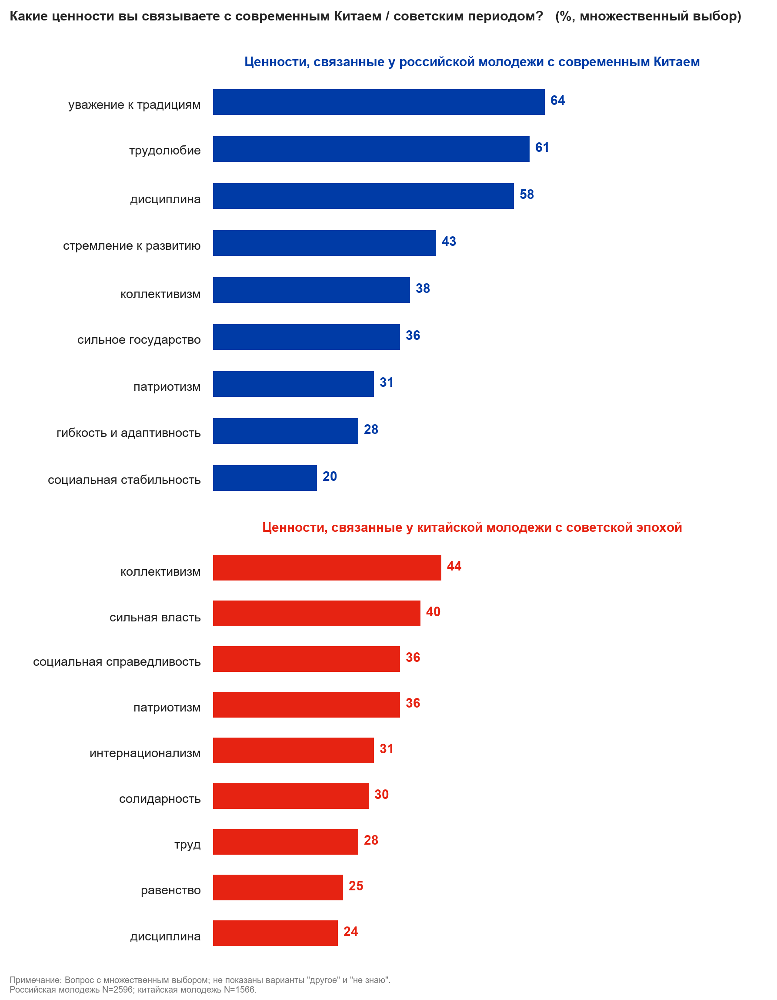 Какие ценности вы связываете с современным Китаем / советским периодом? (%, множественный выбор)
Ценности, связанные у российской молодежи с современным Китаем
уважение к традициям 64
трудолюбие 61
дисциплина 58
стремление к развитию 43
коллективизм 38
сильное государство 36
патриотизм 31
гибкость и адаптивность 28
социальная стабильность 20
Ценности, связанные у китайской молодежи с советской эпохой
коллективизм 44
сильная власть 40
социальная справедливость 36
патриотизм 36
интернационализм 31
солидарность 30
труд 28
равенство 25
дисциплина 24
Примечание: Вопрос с множественным выбором; не показаны варианты "другое" и "не знаю".
Российская молодежь N=2596; китайская молодежь N=1566.